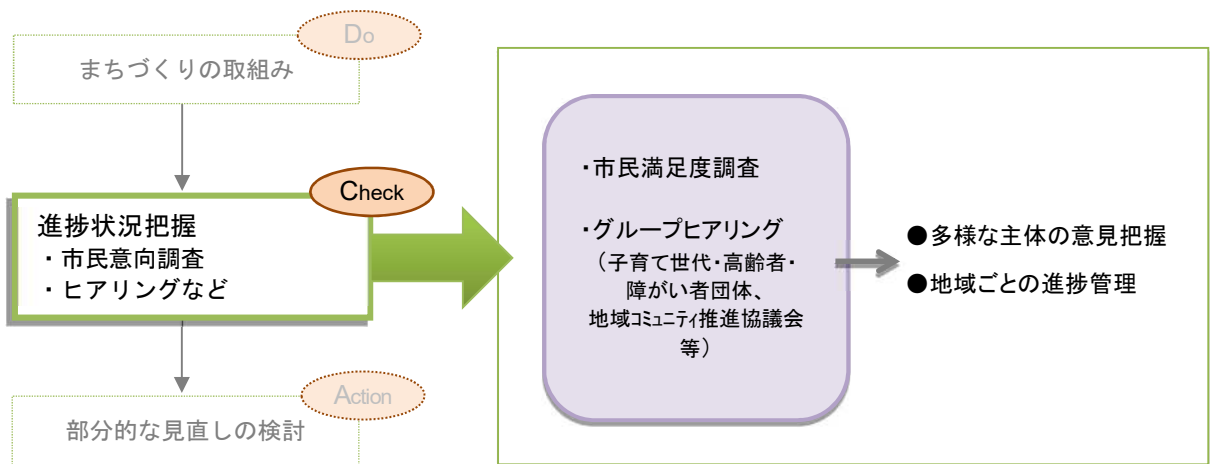 Do
まちづくりの取組み
Check
進捗状況把握
・市民意向調査
・ヒアリングなど
Action
部分的な見直しの検討
・市民満足度調査
・グループヒアリング
（子育て世代・高齢者・
障がい者団体、
地域ｺﾐｭﾆﾃｨ推進協議会
等）
●多様な主体の意見把握
●地域ごとの進捗管理